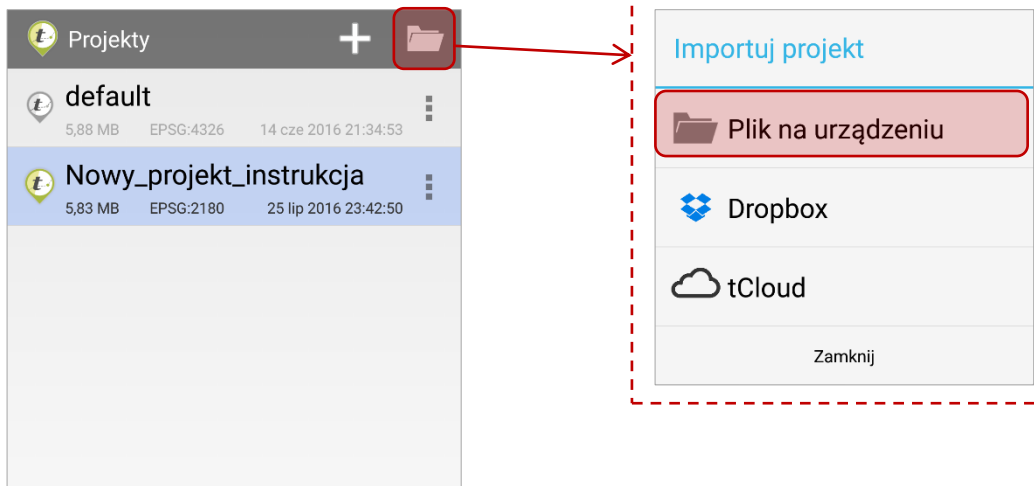 Projekty
default
5,88 MB EPSG:4326 14 cze 2016 21:34:53
Nowy_projekt_instrukcja
5,83 MB EPSG:2180 25 lip 2016 23:42:50
Importuj projekt
Plik na urządzeniu
Dropbox
tCloud
Zamknij